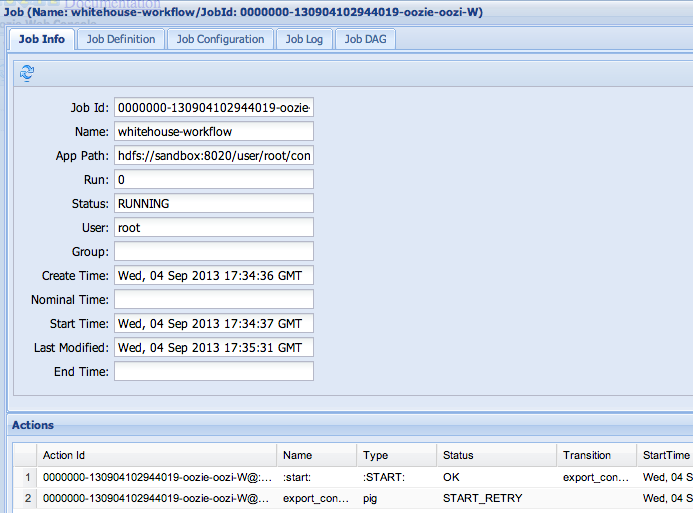 Documentation
Job (Name: whitehouse-workflow/JobId: 0000000-130904102944019-oozie-oozi-W)
Job Info Job Definition Job Configuration Job Log Job DAG
Job Id: 0000000-130904102944019-oozie-
Name: whitehouse-workflow
App Path: hdfs://sandbox:8020/user/root/con
Run: 0
Status: RUNNING
User: root
Group:
Create Time: Wed, 04 Sep 2013 17:34:36 GMT
Nominal Time:
Start Time: Wed, 04 Sep 2013 17:34:37 GMT
Last Modified: Wed, 04 Sep 2013 17:35:31 GMT
End Time:
Actions
Action Id Name Type Status Transition StartTime
1 0000000-130904102944019-oozie-oozi-W@:... :start: :START: OK export_con... Wed, 04 S
2 0000000-130904102944019-oozie-oozi-W@... export_con... pig START_RETRY Wed, 04 S